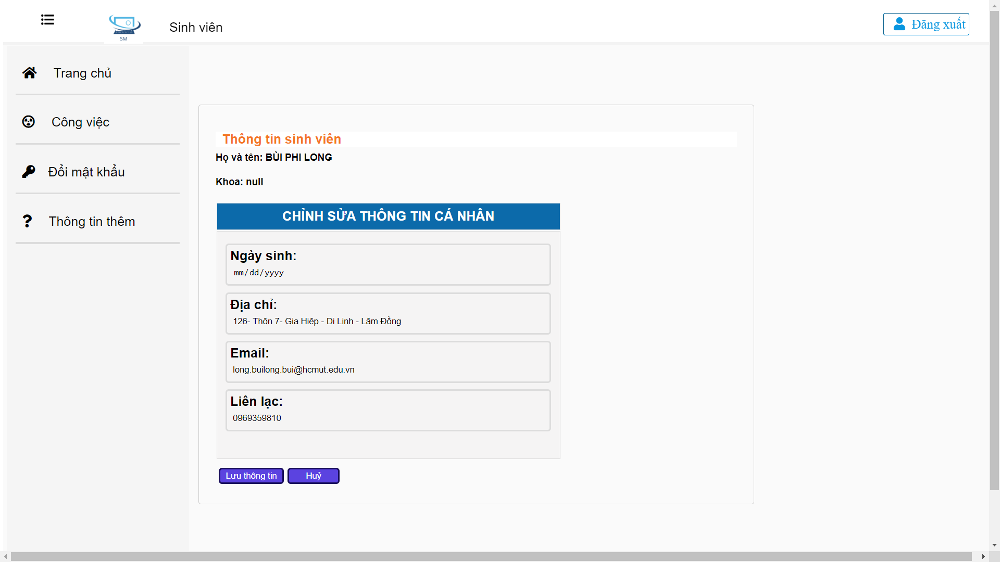 SM
Sinh viên
Đăng xuất
Trang chủ
Công việc
Đổi mật khẩu
Thông tin thêm
Thông tin sinh viên
Họ và tên: BÙI PHI LONG
Khoa: null
CHỈNH SỬA THÔNG TIN CÁ NHÂN
Ngày sinh:
mm/dd/yyyy
Địa chỉ:
126- Thôn 7- Gia Hiệp - Di Linh - Lâm Đồng
Email:
long.builong.bui@hcmut.edu.vn
Liên lạc:
0969359810
Lưu thông tin
Huỷ